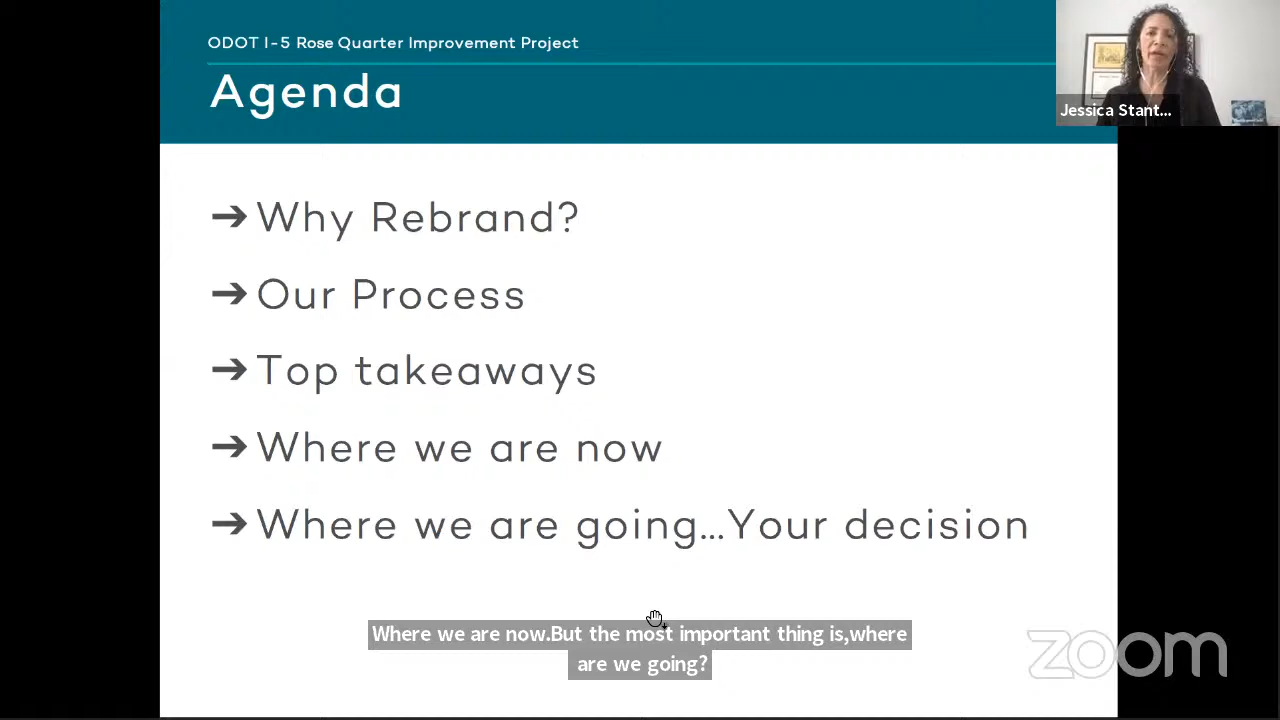 ODOT I-5 Rose Quarter Improvement Project
Agenda
Jessica Stant...
➔ Why Rebrand?
➔ Our Process
➔ Top takeaways
➔ Where we are now
➔ Where we are going...Your decision
Where we are now.But the most important thing is,where
are we going?
zoom